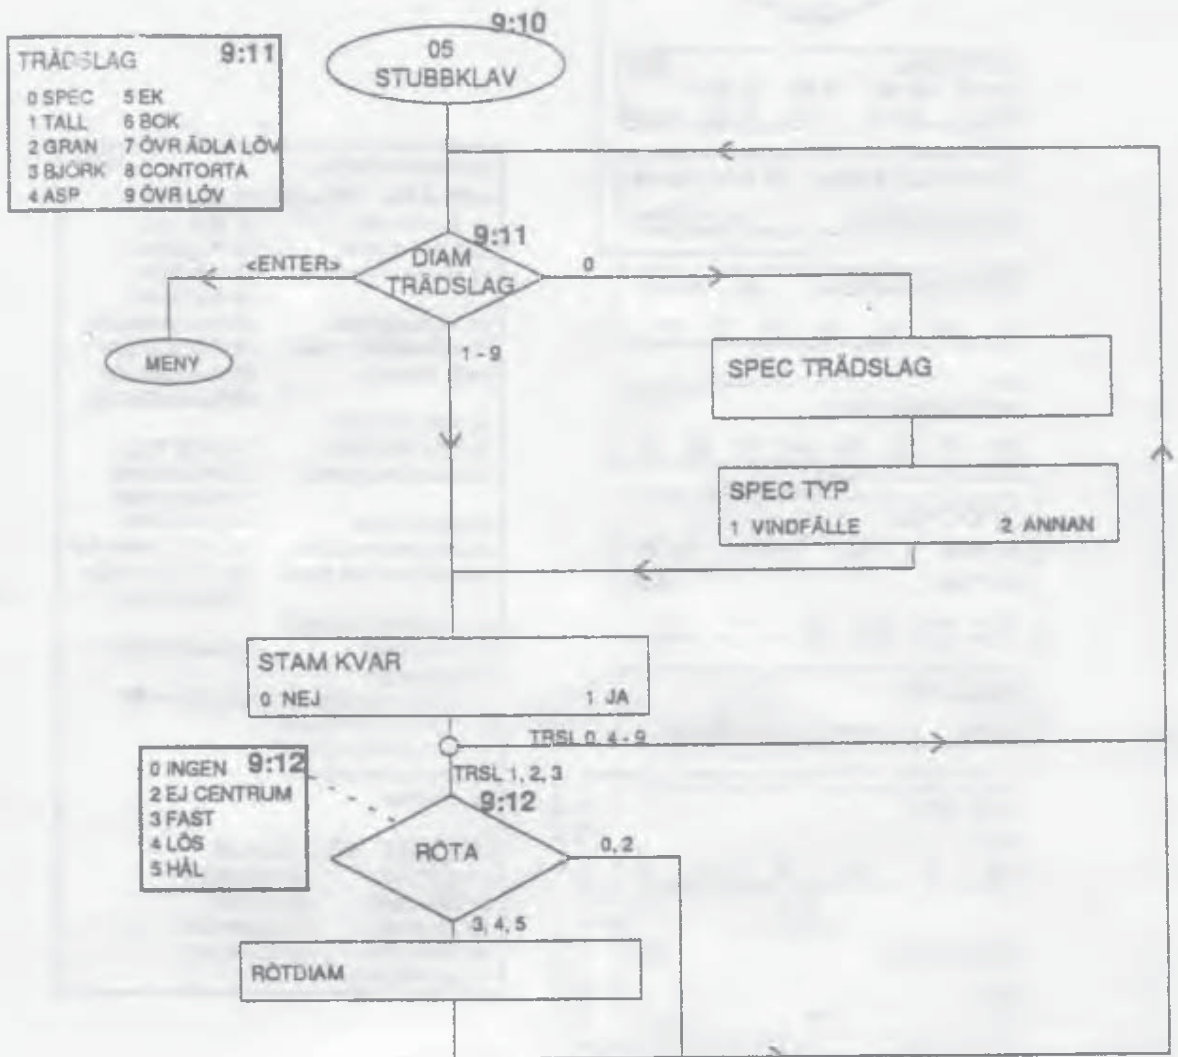 9:10
05
STUBBKLAV
TRÄDSLAG 9:11
0 SPEC 5 EK
1 TALL 6 BOK
2 GRAN 7 ÖVR ÄDLA LÖV
3 BJÖRK 8 CONTORTA
4 ASP 9 ÖVR LÖV
9:11
DIAM
TRÄDSLAG
<ENTER>
0
MENY
1 - 9
SPEC TRÄDSLAG
SPEC TYP
1 VINDFÄLLE 2 ANNAN
STAM KVAR
0 NEJ 1 JA
TRSL 0, 4 - 9
TRSL 1, 2, 3
0 INGEN 9:12
2 EJ CENTRUM
3 FAST
4 LÖS
5 HÅL
9:12
RÖTA
0, 2
3, 4, 5
RÖTDIAM